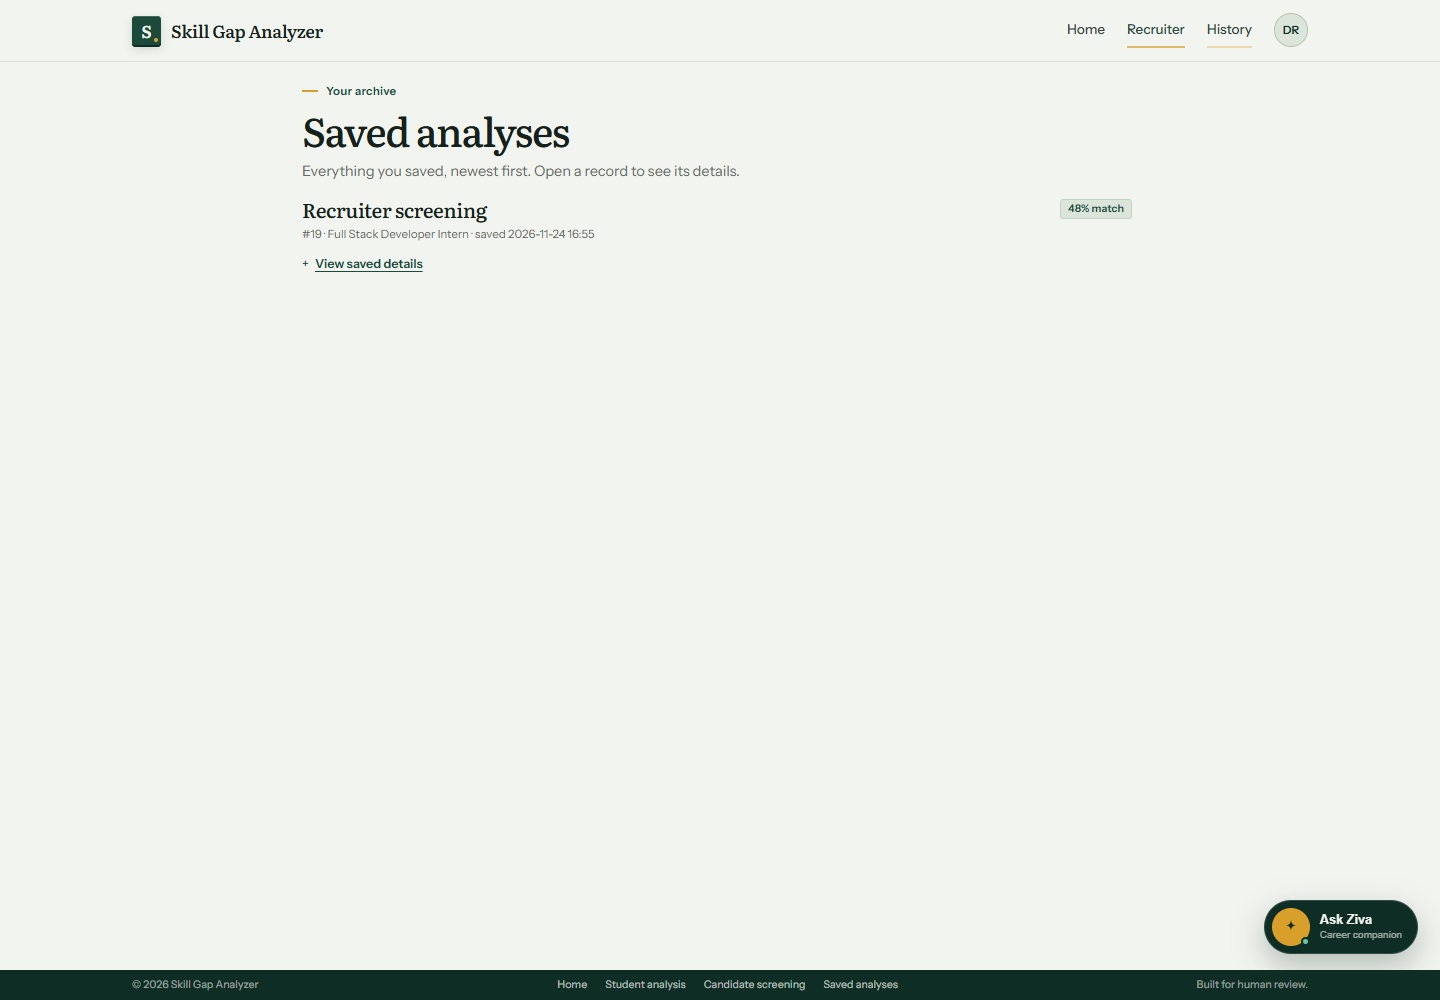 S.
Skill Gap Analyzer
Home
Recruiter
History
DR
Your archive
Saved analyses
Everything you saved, newest first. Open a record to see its details.
Recruiter screening
48% match
#19 · Full Stack Developer Intern · saved 2026-11-24 16:55
+ View saved details
Ask Ziva
Career companion
© 2026 Skill Gap Analyzer
Home
Student analysis
Candidate screening
Saved analyses
Built for human review.